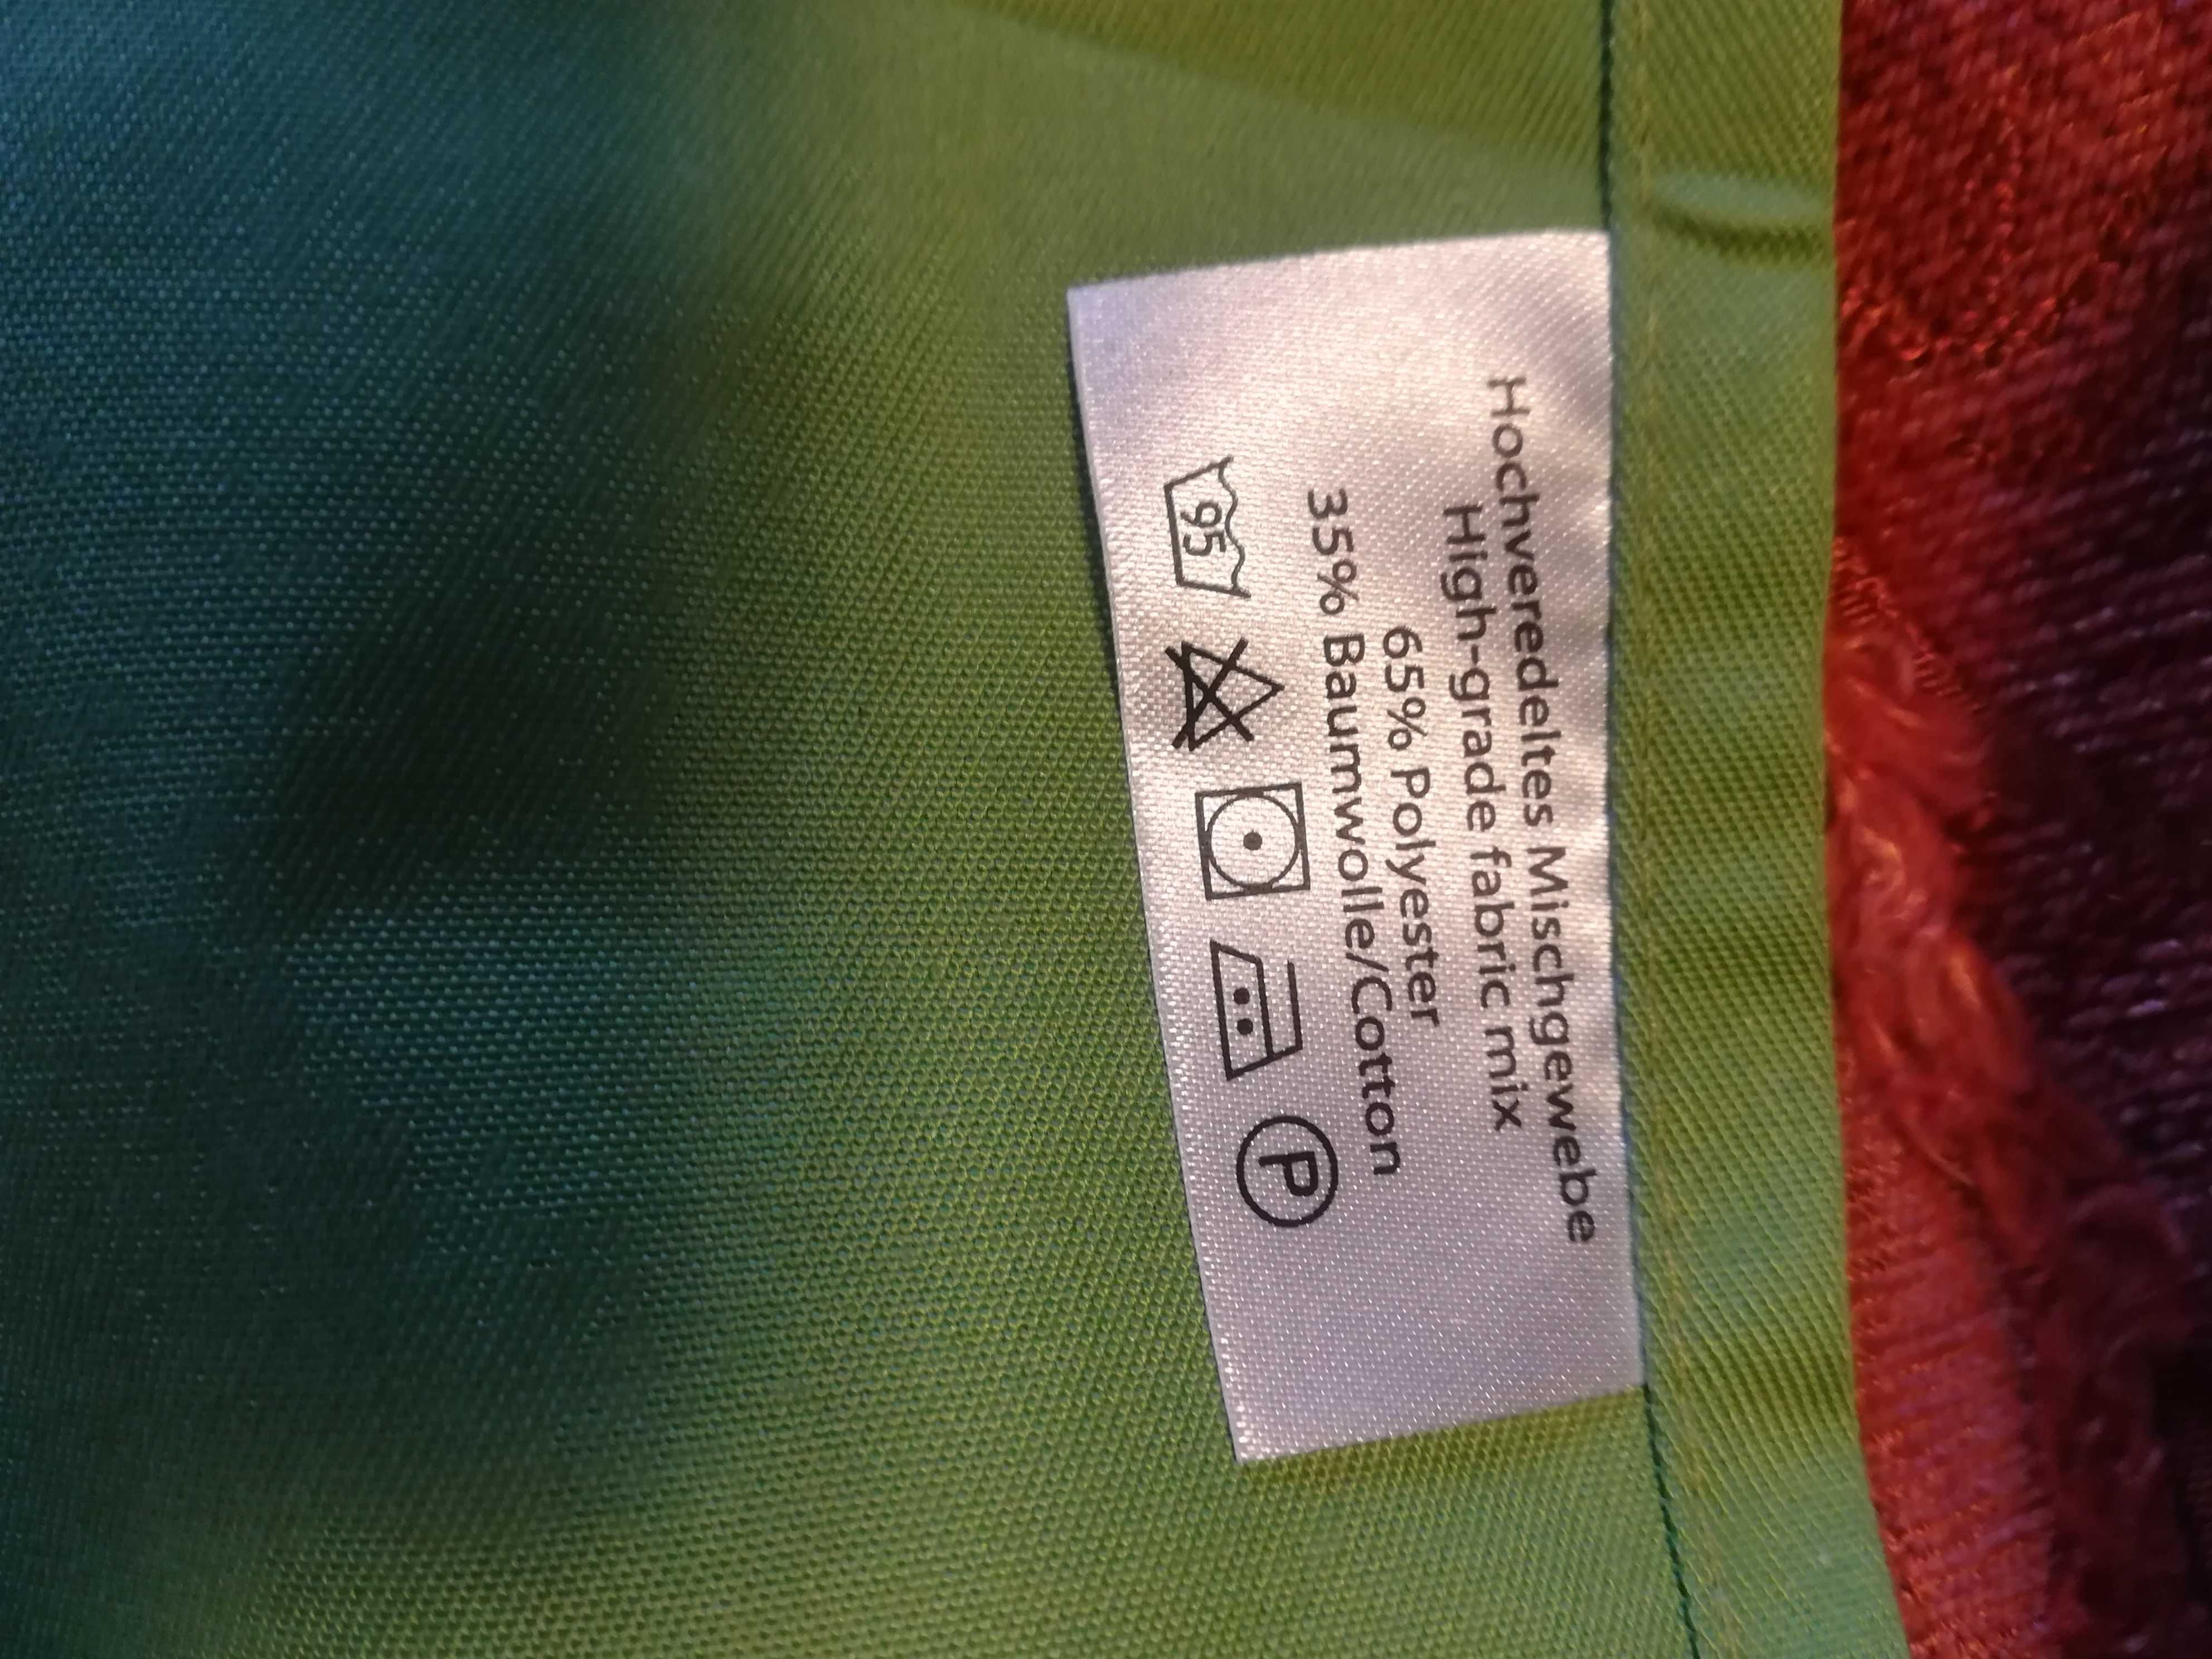 Hochveredeltes Mischgewebe
High-grade fabric mix
65% Polyester
35% Baumwolle/Cotton
95 P